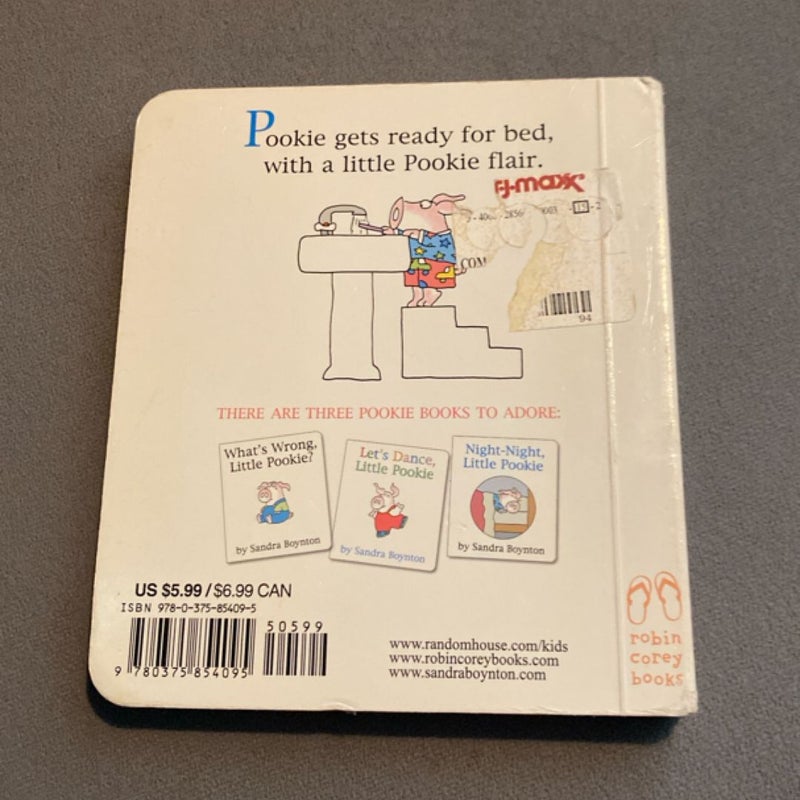 Pookie gets ready for bed,
with a little Pookie flair.
T·J·maxx
.COM
94
THERE ARE THREE POOKIE BOOKS TO ADORE:
What's Wrong,
Little Pookie?
by Sandra Boynton
Let's Dance,
Little Pookie
by Sandra Boynton
Night-Night,
Little Pookie
by Sandra Boynton
US $5.99 / $6.99 CAN
ISBN 978-0-375-85409-5
50599
9 780375 854095
www.randomhouse.com/kids
www.robincoreybooks.com
www.sandraboynton.com
robin
corey
books